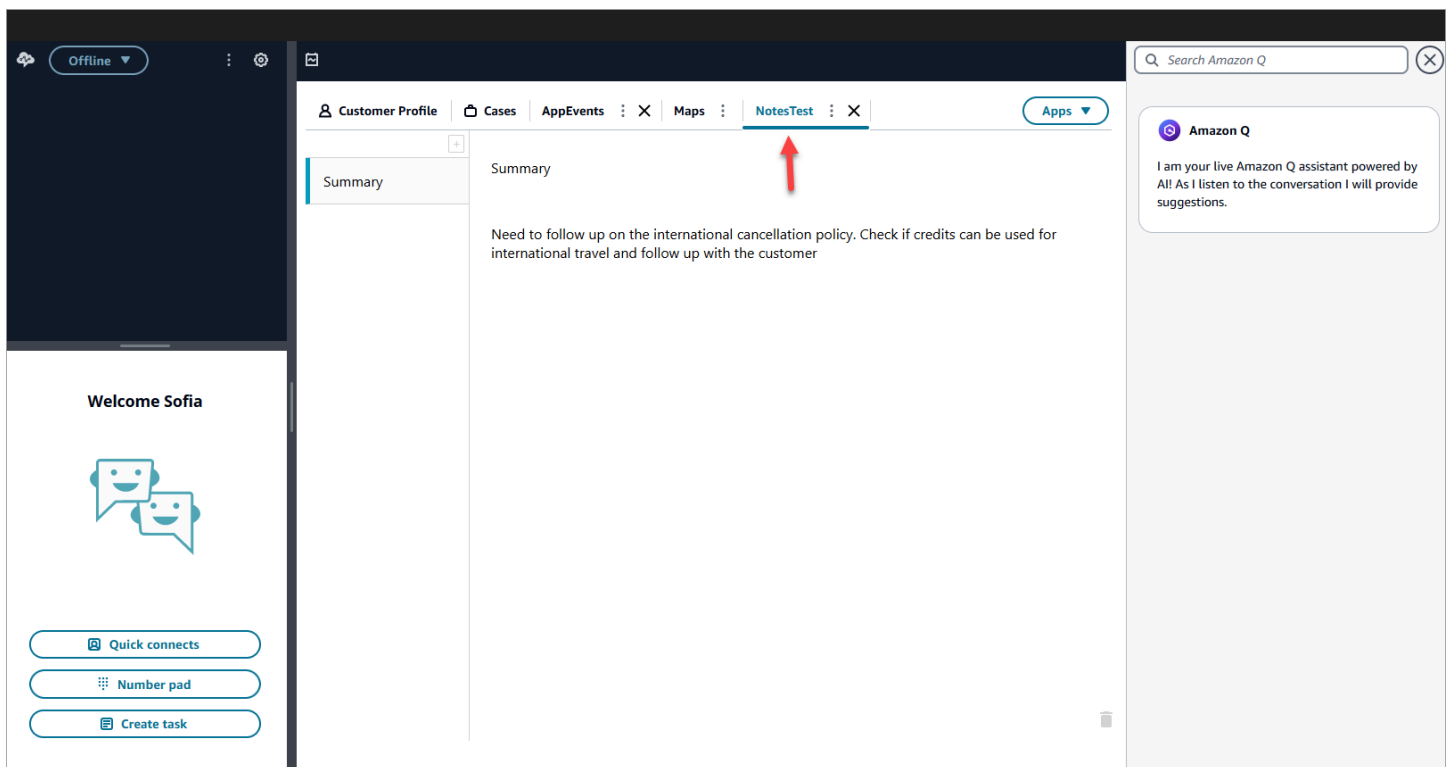 Offline
Search Amazon Q
Customer Profile
Cases
AppEvents
Maps
NotesTest
Apps
Summary
Summary
Need to follow up on the international cancellation policy. Check if credits can be used for
international travel and follow up with the customer
Amazon Q
I am your live Amazon Q assistant powered by
AI! As I listen to the conversation I will provide
suggestions.
Welcome Sofia
Quick connects
Number pad
Create task